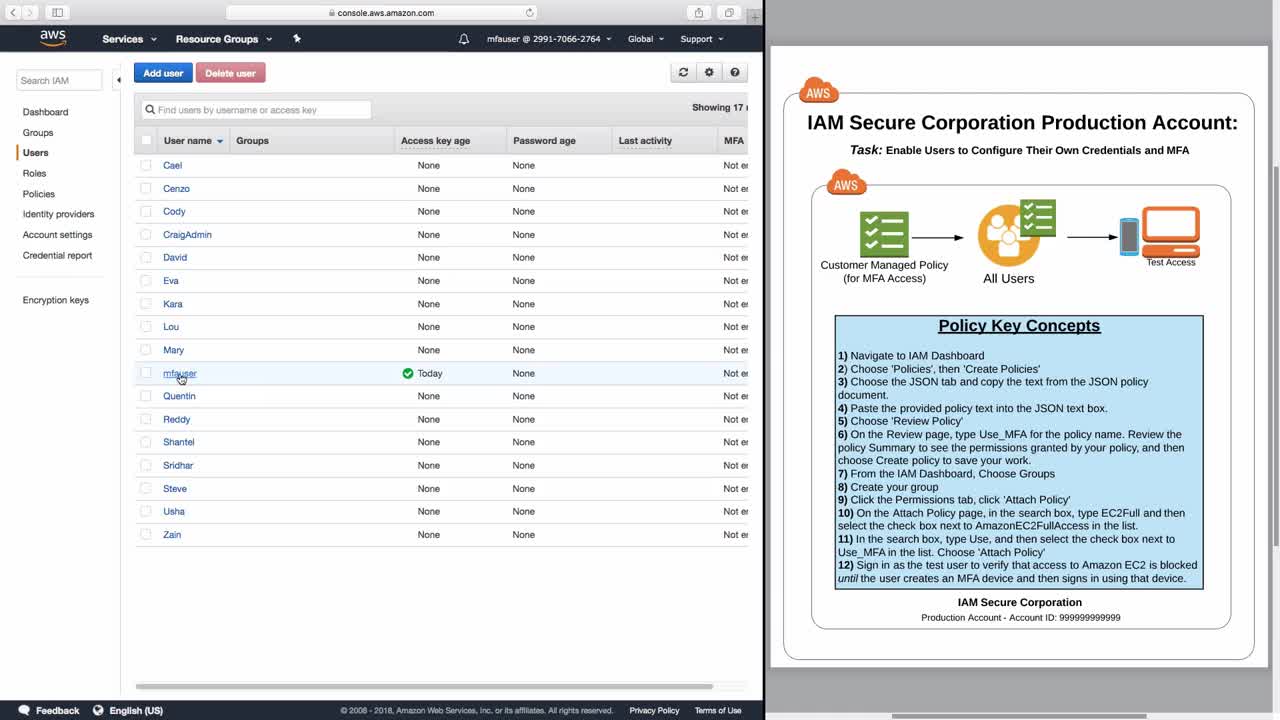 console.aws.amazon.com
aws
Services
Resource Groups
mfauser @ 2991-7066-2764
Global
Support
Search IAM
Dashboard
Groups
Users
Roles
Policies
Identity providers
Account settings
Credential report
Encryption keys
Add user
Delete user
Find users by username or access key
Showing 17
User name Groups Access key age Password age Last activity MFA
Cael None None Not
Cenzo None None Not
Cody None None Not
CraigAdmin None None Not
David None None Not
Eva None None Not
Kara None None Not
Lou None None Not
Mary None None Not
mfauser Today None Not
Quentin None None Not
Reddy None None Not
Shantel None None Not
Sridhar None None Not
Steve None None Not
Usha None None Not
Zain None None Not
Feedback
English (US)
© 2008 - 2018, Amazon Web Services, Inc. or its affiliates. All rights reserved.
Privacy Policy
Terms of Use
AWS
IAM Secure Corporation Production Account:
Task: Enable Users to Configure Their Own Credentials and MFA
AWS
Customer Managed Policy
(for MFA Access)
All Users
Test Access
Policy Key Concepts
1) Navigate to IAM Dashboard
2) Choose 'Policies', then 'Create Policies'
3) Choose the JSON tab and copy the text from the JSON policy
document.
4) Paste the provided policy text into the JSON text box.
5) Choose 'Review Policy'
6) On the Review page, type Use_MFA for the policy name. Review the
policy Summary to see the permissions granted by your policy, and then
choose Create policy to save your work.
7) From the IAM Dashboard, Choose Groups
8) Create your group
9) Click the Permissions tab, click 'Attach Policy'
10) On the Attach Policy page, in the search box, type EC2Full and then
select the check box next to AmazonEC2FullAccess in the list.
11) In the search box, type Use, and then select the check box next to
Use_MFA in the list. Choose 'Attach Policy'
12) Sign in as the test user to verify that access to Amazon EC2 is blocked
until the user creates an MFA device and then signs in using that device.
IAM Secure Corporation
Production Account - Account ID: 999999999999